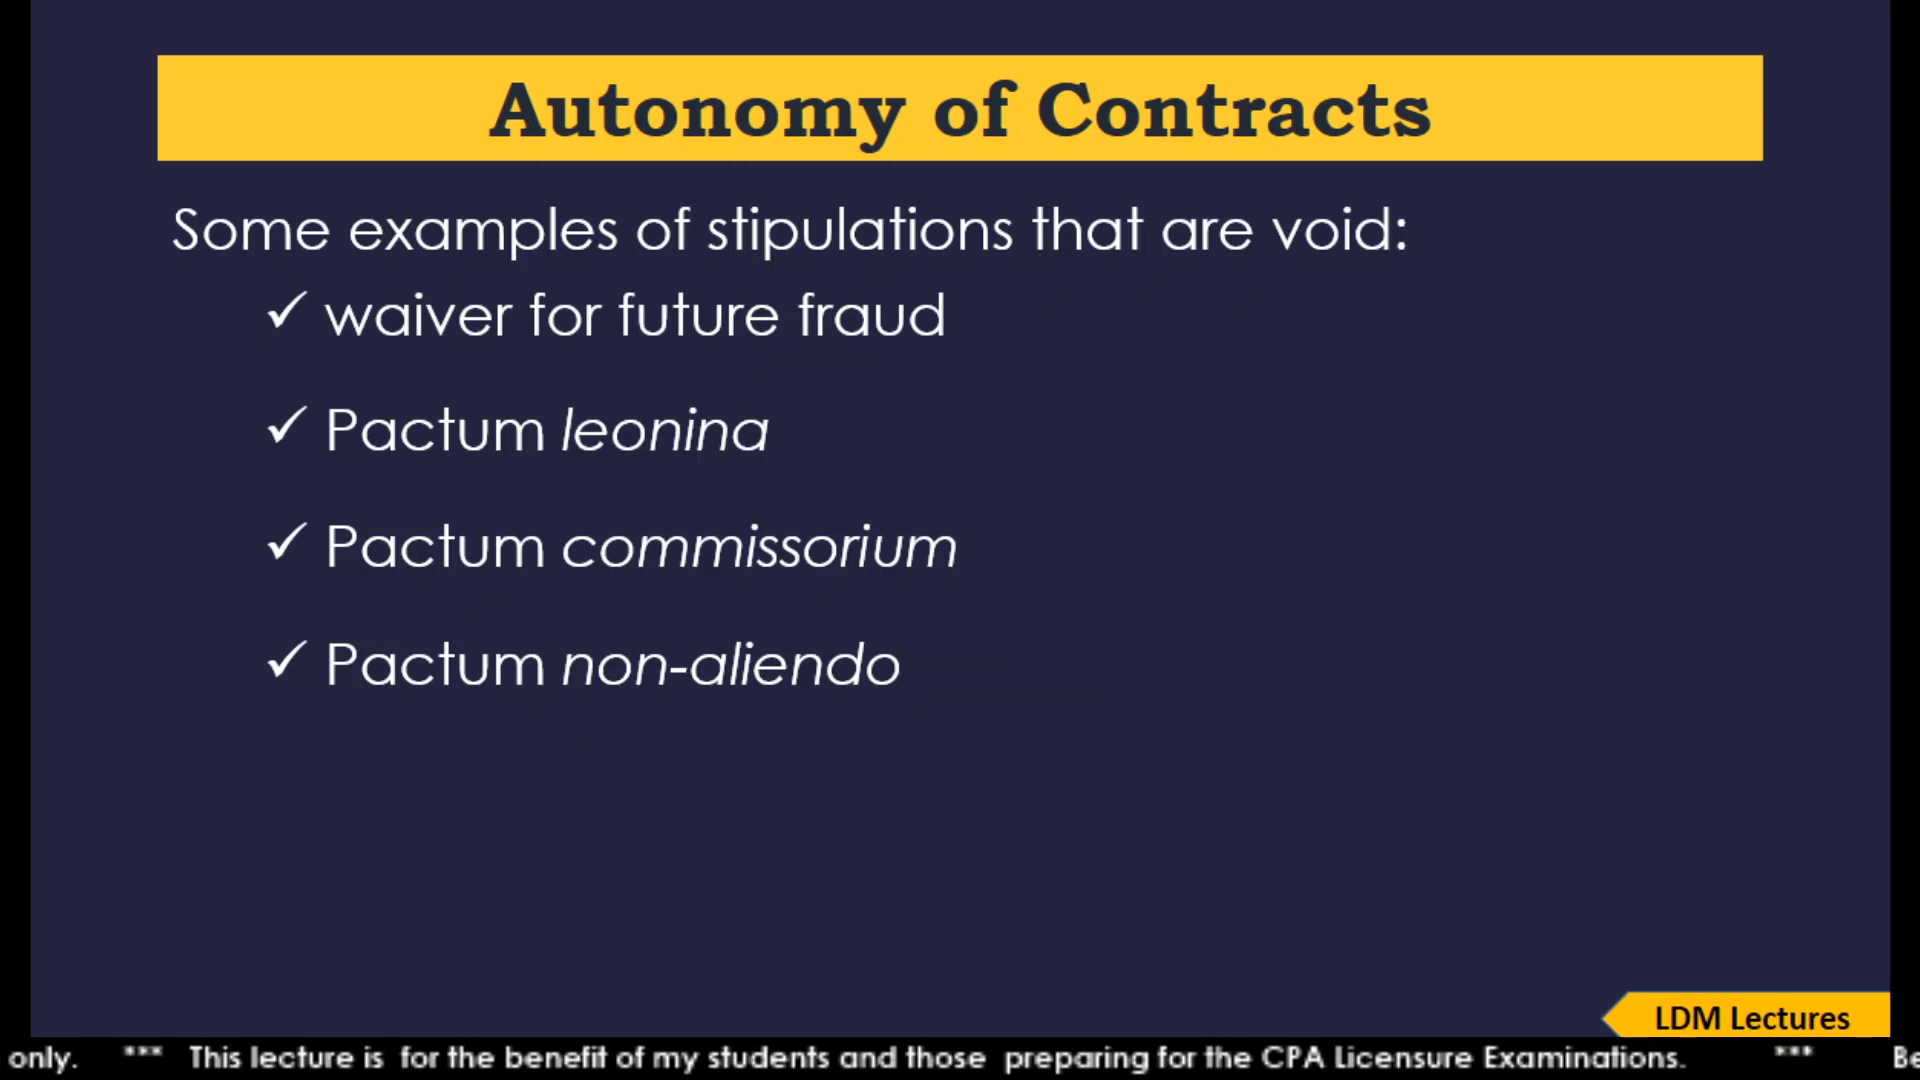 Autonomy of Contracts
Some examples of stipulations that are void:
✓ waiver for future fraud
✓ Pactum leonina
✓ Pactum commissorium
✓ Pactum non-aliendo
LDM Lectures
only. *** This lecture is for the benefit of my students and those preparing for the CPA Licensure Examinations. *** Be